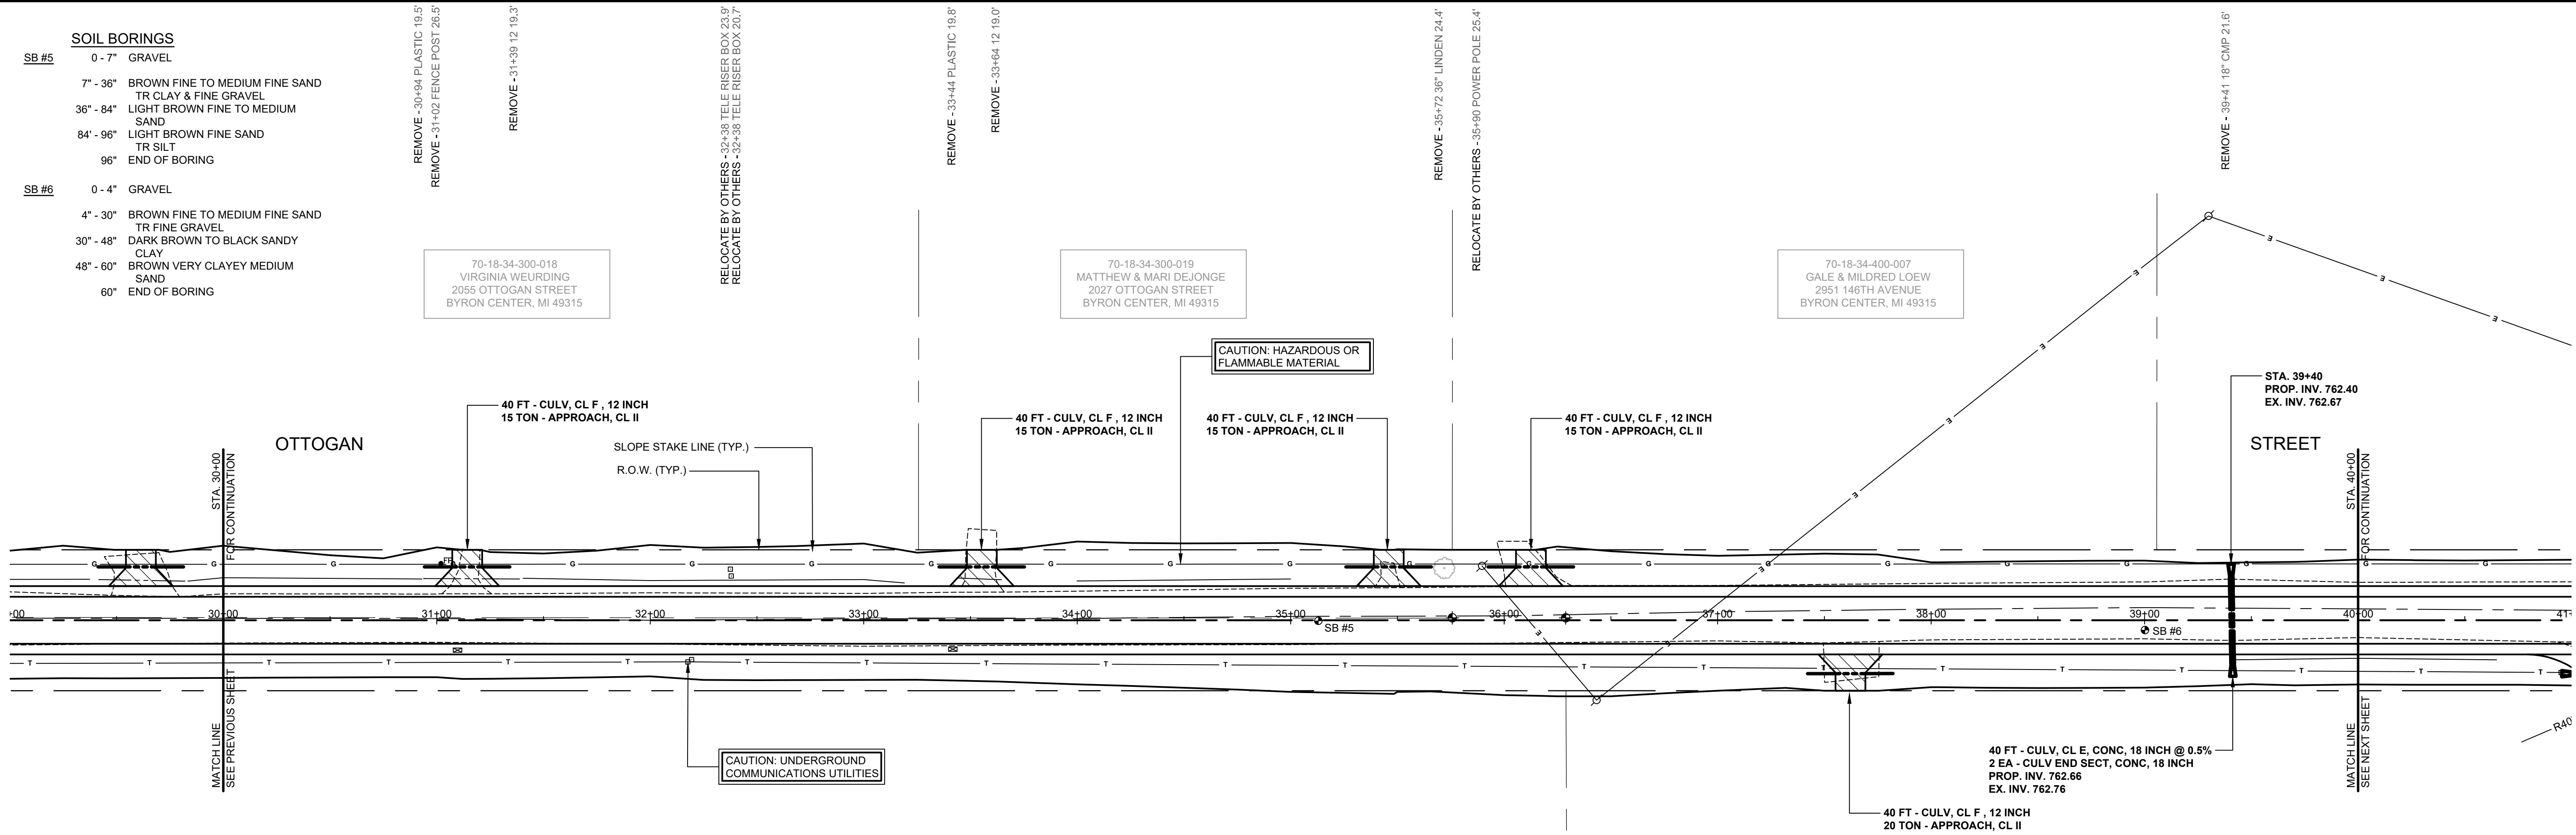 SOIL BORINGS
SB #5 0 - 7" GRAVEL
7" - 36" BROWN FINE TO MEDIUM FINE SAND
TR CLAY & FINE GRAVEL
36" - 84" LIGHT BROWN FINE TO MEDIUM
SAND
84' - 96" LIGHT BROWN FINE SAND
TR SILT
96" END OF BORING
SB #6 0 - 4" GRAVEL
4" - 30" BROWN FINE TO MEDIUM FINE SAND
TR FINE GRAVEL
30" - 48" DARK BROWN TO BLACK SANDY
CLAY
48" - 60" BROWN VERY CLAYEY MEDIUM
SAND
60" END OF BORING
REMOVE - 30+94 PLASTIC 19.5'
REMOVE - 31+02 FENCE POST 26.5'
REMOVE - 31+39 12 19.3'
RELOCATE BY OTHERS - 32+38 TELE RISER BOX 23.9'
RELOCATE BY OTHERS - 32+38 TELE RISER BOX 20.7'
REMOVE - 33+44 PLASTIC 19.8'
REMOVE - 33+64 12 19.0'
REMOVE - 35+72 36" LINDEN 24.4'
RELOCATE BY OTHERS - 35+90 POWER POLE 25.4'
REMOVE - 39+41 18" CMP 21.6'
70-18-34-300-018
VIRGINIA WEURDING
2055 OTTOGAN STREET
BYRON CENTER, MI 49315
70-18-34-300-019
MATTHEW & MARI DEJONGE
2027 OTTOGAN STREET
BYRON CENTER, MI 49315
70-18-34-400-007
GALE & MILDRED LOEW
2951 146TH AVENUE
BYRON CENTER, MI 49315
CAUTION: HAZARDOUS OR
FLAMMABLE MATERIAL
STA. 39+40
PROP. INV. 762.40
EX. INV. 762.67
40 FT - CULV, CL F , 12 INCH
15 TON - APPROACH, CL II
40 FT - CULV, CL F , 12 INCH
15 TON - APPROACH, CL II
40 FT - CULV, CL F , 12 INCH
15 TON - APPROACH, CL II
40 FT - CULV, CL F , 12 INCH
15 TON - APPROACH, CL II
OTTOGAN
STREET
SLOPE STAKE LINE (TYP.)
R.O.W. (TYP.)
STA. 30+00
FOR CONTINUATION
STA. 40+00
FOR CONTINUATION
G G G G G G G G G G G G G G G G G G G G G
FP
E E E E E E E E E E
+00 30+00 31+00 32+00 33+00 34+00 35+00 36+00 37+00 38+00 39+00 40+00 41+
SB #5
SB #6
T T T T T T T T T T T T T T T T T T T T T T
MATCH LINE
SEE PREVIOUS SHEET
MATCH LINE
SEE NEXT SHEET
CAUTION: UNDERGROUND
COMMUNICATIONS UTILITIES
40 FT - CULV, CL E, CONC, 18 INCH @ 0.5%
2 EA - CULV END SECT, CONC, 18 INCH
PROP. INV. 762.66
EX. INV. 762.76
40 FT - CULV, CL F , 12 INCH
20 TON - APPROACH, CL II
R40